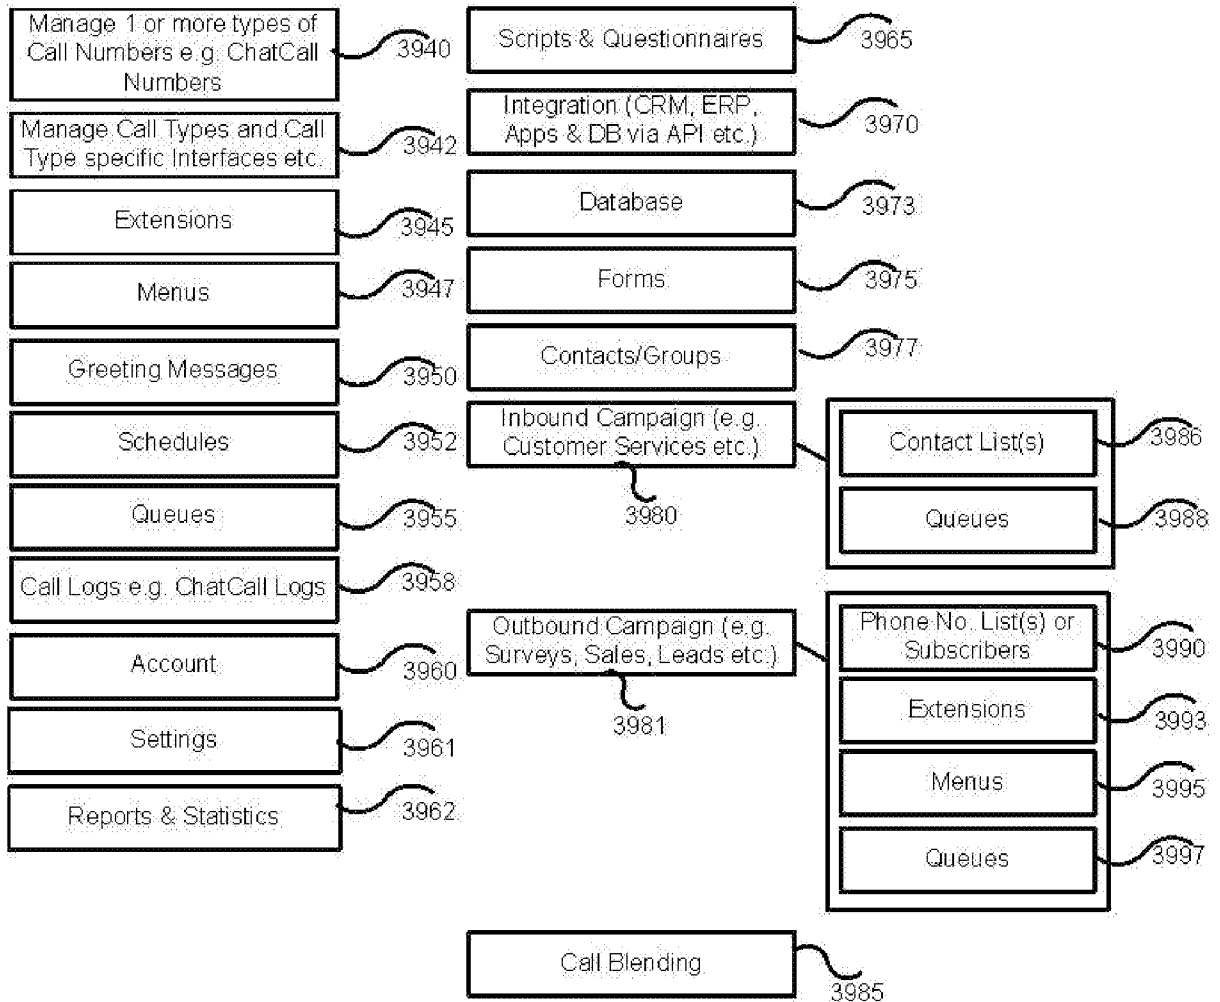 Manage 1 or more types of
Call Numbers e.g. ChatCall
Numbers
3940
Manage Call Types and Call
Type specific Interfaces etc.
3942
Extensions
3945
Menus
3947
Greeting Messages
3950
Schedules
3952
Queues
3955
Call Logs e.g. ChatCall Logs
3958
Account
3960
Settings
3961
Reports & Statistics
3962
Scripts & Questionnaires
3965
Integration (CRM, ERP,
Apps & DB via API etc.)
3970
Database
3973
Forms
3975
Contacts/Groups
3977
Inbound Campaign (e.g.
Customer Services etc.)
3980
Contact List(s)
3986
Queues
3988
Outbound Campaign (e.g.
Surveys, Sales, Leads etc.)
3981
Phone No. List(s) or
Subscribers
3990
Extensions
3993
Menus
3995
Queues
3997
Call Blending
3985